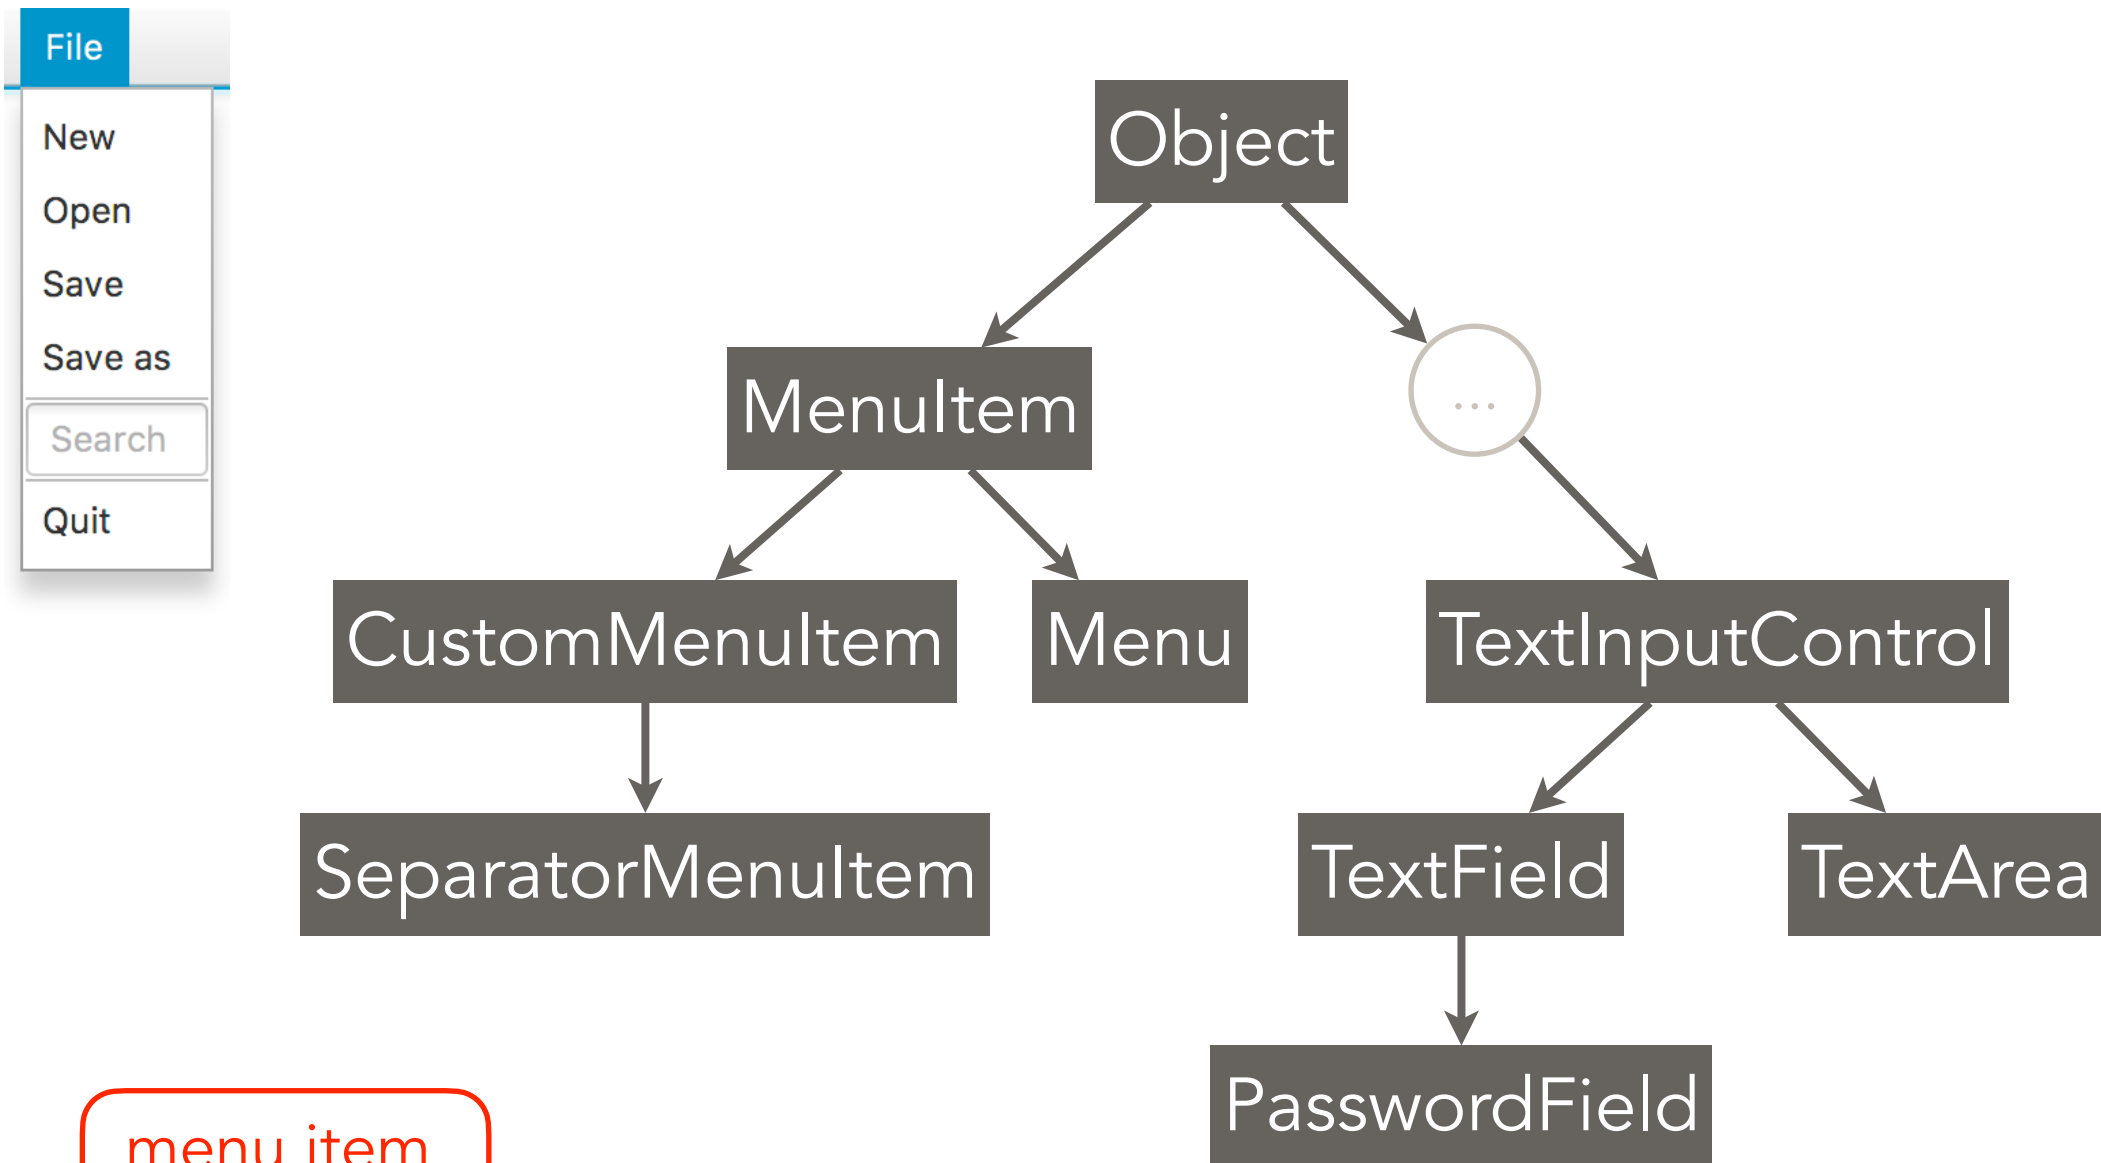 File
New
Open
Save
Save as
Search
Quit
Object
MenuItem
...
CustomMenuItem
Menu
TextInputControl
SeparatorMenuItem
TextField
TextArea
PasswordField
menu item